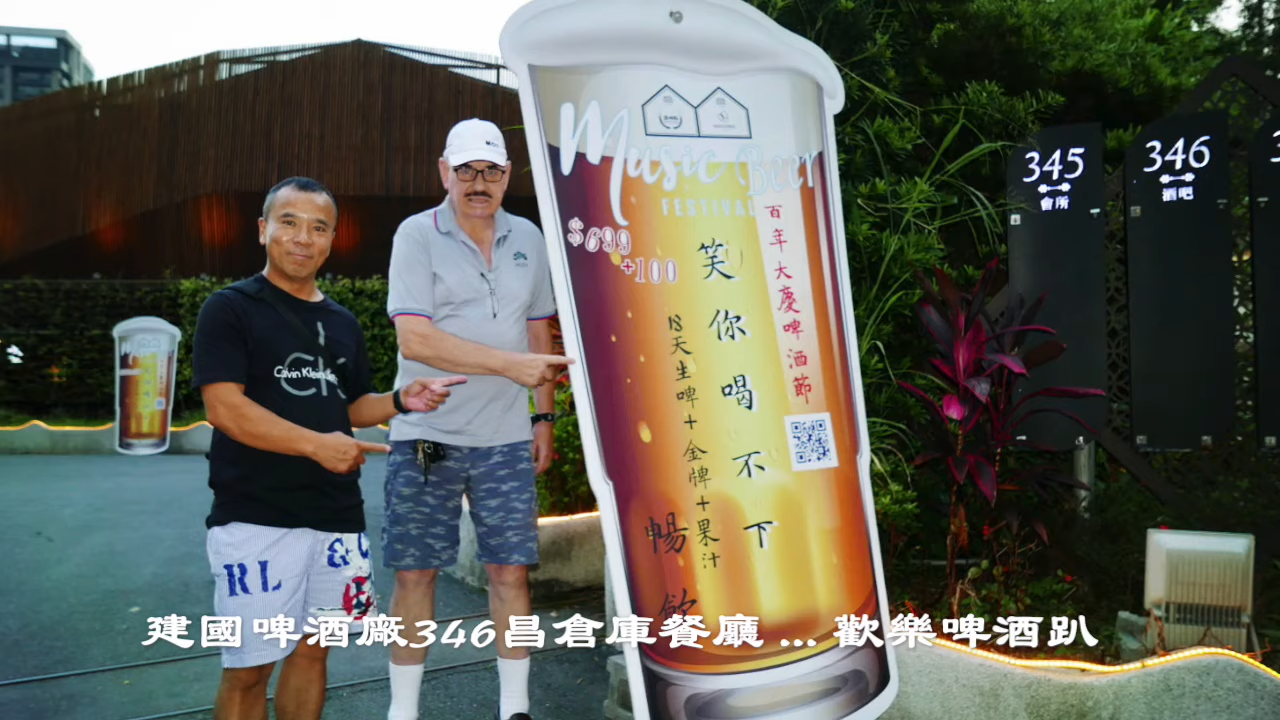 Music Beer
FESTIVAL
$699
+100
百年大慶啤酒節
笑你喝不下
18天生啤+金牌+果汁
暢飲
345
會所
346
酒吧
Calvin Klein
CK
RL
&
建國啤酒廠346昌倉庫餐廳 ... 歡樂啤酒趴